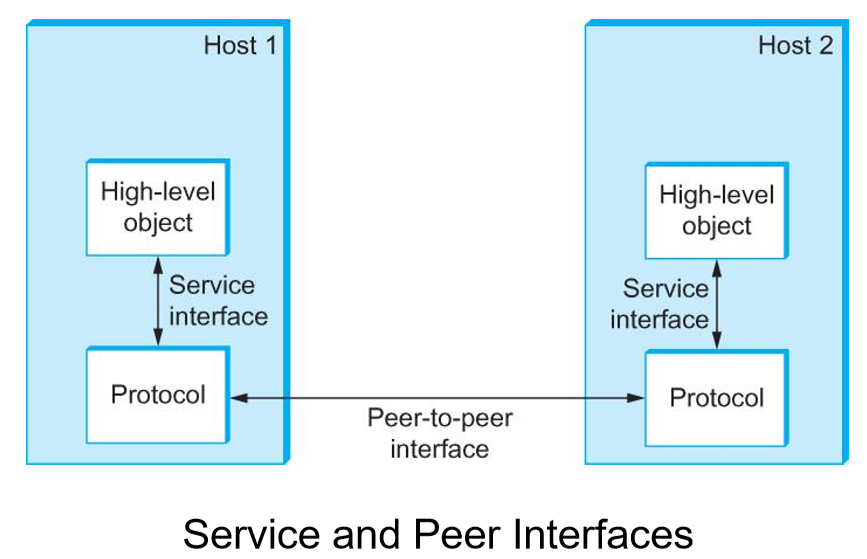 Host 1
High-level
object
Service
interface
Protocol
Peer-to-peer
interface
Host 2
High-level
object
Service
interface
Protocol
Service and Peer Interfaces